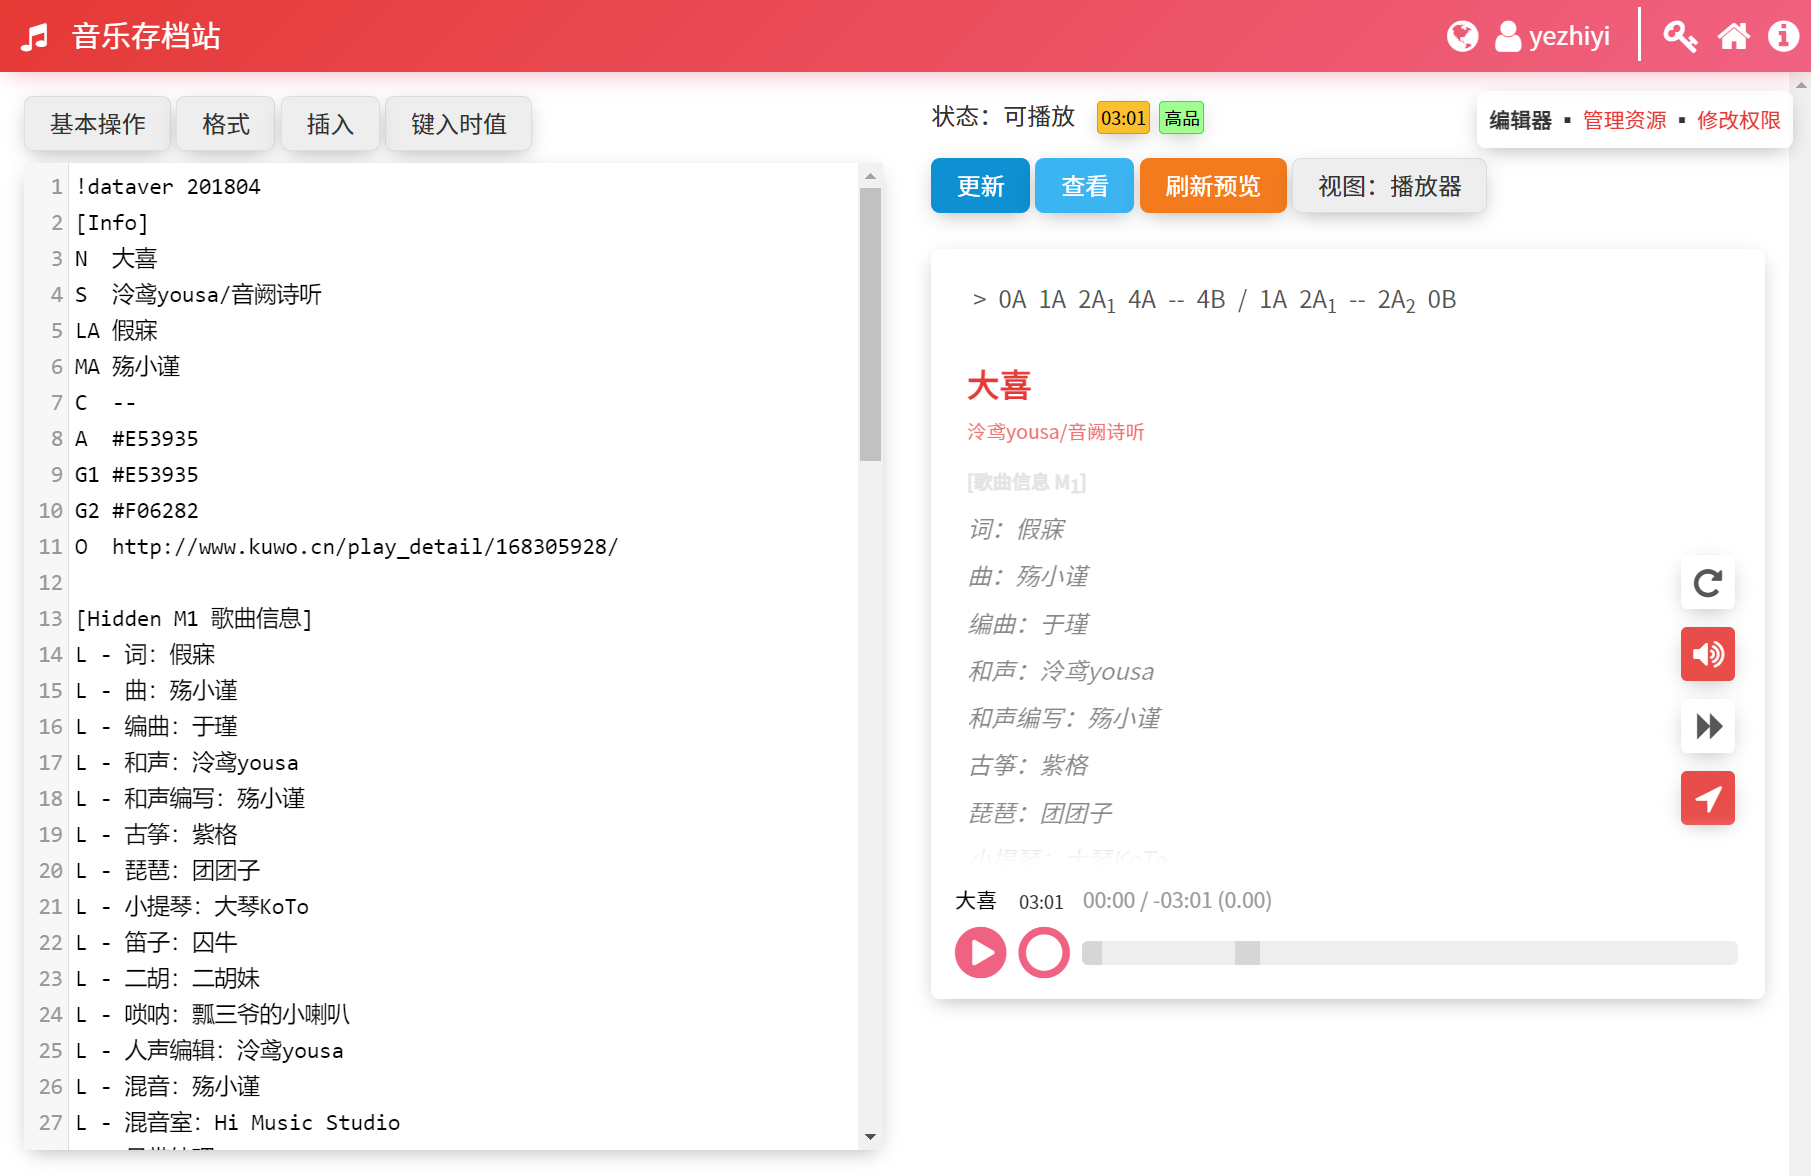 音乐存档站
yezhiyi
基本操作 格式 插入 键入时值
1 !dataver 201804
2 [Info]
3 N 大喜
4 S 泠鸢yousa/音阙诗听
5 LA 假寐
6 MA 殇小谨
7 C --
8 A #E53935
9 G1 #E53935
10 G2 #F06282
11 O http://www.kuwo.cn/play_detail/168305928/
12
13 [Hidden M1 歌曲信息]
14 L - 词：假寐
15 L - 曲：殇小谨
16 L - 编曲：于瑾
17 L - 和声：泠鸢yousa
18 L - 和声编写：殇小谨
19 L - 古筝：紫格
20 L - 琵琶：团团子
21 L - 小提琴：大琴KoTo
22 L - 笛子：囚牛
23 L - 二胡：二胡妹
24 L - 唢呐：瓢三爷的小喇叭
25 L - 人声编辑：泠鸢yousa
26 L - 混音：殇小谨
27 L - 混音室：Hi Music Studio
状态：可播放 03:01 高品
编辑器 ▪ 管理资源 ▪ 修改权限
更新 查看 刷新预览 视图：播放器
> 0A 1A 2A1 4A -- 4B / 1A 2A1 -- 2A2 0B
大喜
泠鸢yousa/音阙诗听
[歌曲信息 M1]
词：假寐
曲：殇小谨
编曲：于瑾
和声：泠鸢yousa
和声编写：殇小谨
古筝：紫格
琵琶：团团子
小提琴：大琴KoTo
大喜 03:01 00:00 / -03:01 (0.00)